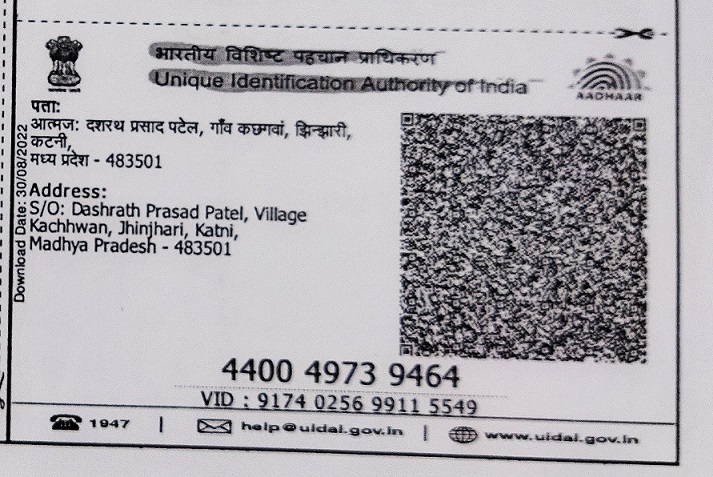 भारतीय विशिष्ट पहचान प्राधिकरण
Unique Identification Authority of India
AADHAAR
पता:
आत्मज: दशरथ प्रसाद पटेल, गाँव कछगवां, झिन्झारी,
कटनी,
मध्य प्रदेश - 483501
Address:
S/O: Dashrath Prasad Patel, Village
Kachhwan, Jhinjhari, Katni,
Madhya Pradesh - 483501
Download Date: 30/08/2022
4400 4973 9464
VID : 9174 0256 9911 5549
1947 | help@uidai.gov.in | www.uidai.gov.in